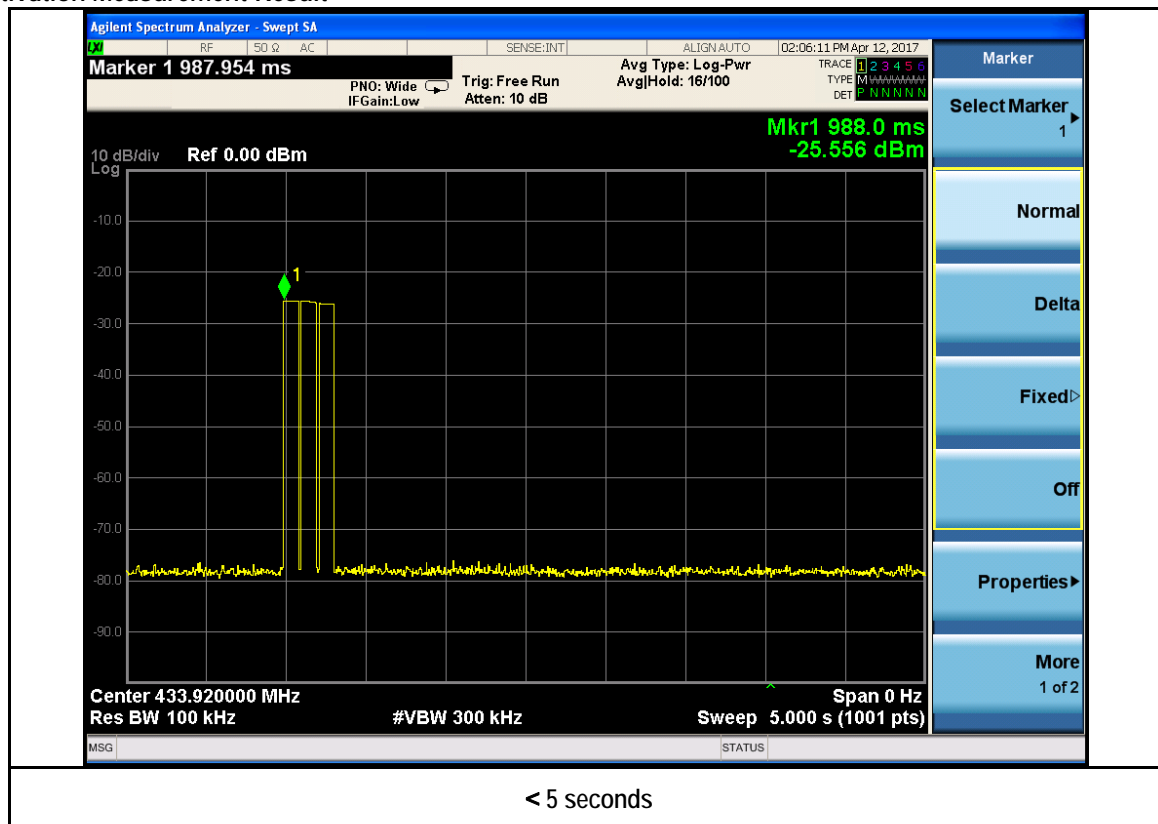 Agilent Spectrum Analyzer - Swept SA
LXI RF 50 Ω AC SENSE:INT ALIGN AUTO 02:06:11 PM Apr 12, 2017
Marker 1 987.954 ms
PNO: Wide
IFGain:Low
Trig: Free Run
Atten: 10 dB
Avg Type: Log-Pwr
Avg|Hold: 16/100
TRACE 1 2 3 4 5 6
TYPE M WWWWW
DET P N N N N N
Mkr1 988.0 ms
-25.556 dBm
10 dB/div Ref 0.00 dBm
Log
-10.0
-20.0
-30.0
-40.0
-50.0
-60.0
-70.0
-80.0
-90.0
1
Center 433.920000 MHz Span 0 Hz
Res BW 100 kHz #VBW 300 kHz Sweep 5.000 s (1001 pts)
MSG STATUS
Marker
Select Marker
1
Normal
Delta
Fixed
Off
Properties
More
1 of 2
< 5 seconds